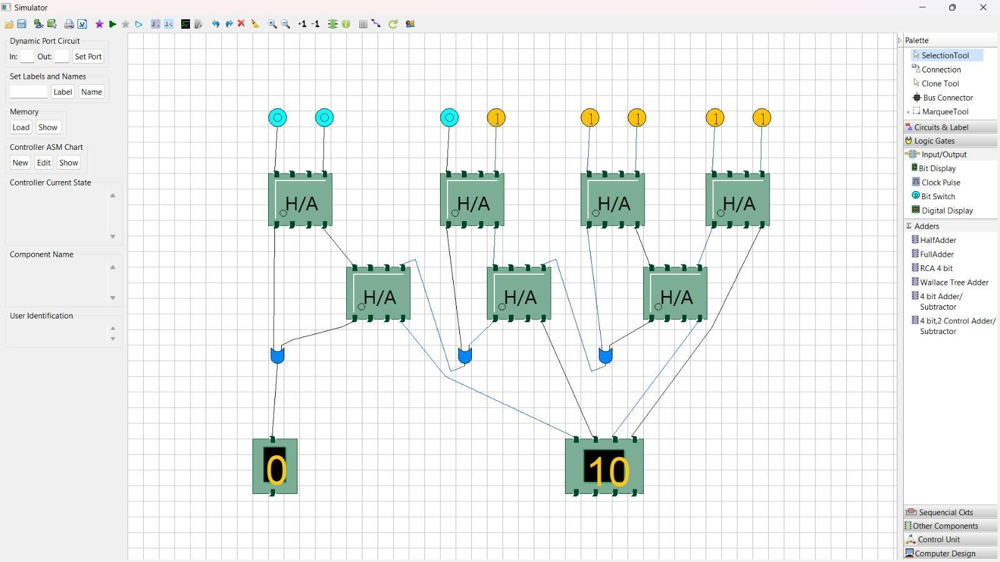 Simulator
+1 -1
Dynamic Port Circuit
In: Out: Set Port
Set Labels and Names
Label Name
Memory
Load Show
Controller ASM Chart
New Edit Show
Controller Current State
Component Name
User Identification
0 0 0 1 1 1 1 1
H/A H/A H/A H/A
H/A H/A H/A
0 10
Palette
SelectionTool
Connection
Clone Tool
Bus Connector
MarqueeTool
Circuits & Label
Logic Gates
Input/Output
Bit Display
Clock Pulse
Bit Switch
Digital Display
Σ Adders
HalfAdder
FullAdder
RCA 4 bit
Wallace Tree Adder
4 bit Adder/
Subtractor
4 bit,2 Control Adder/
Subtractor
Sequencial Ckts
Other Components
Control Unit
Computer Design